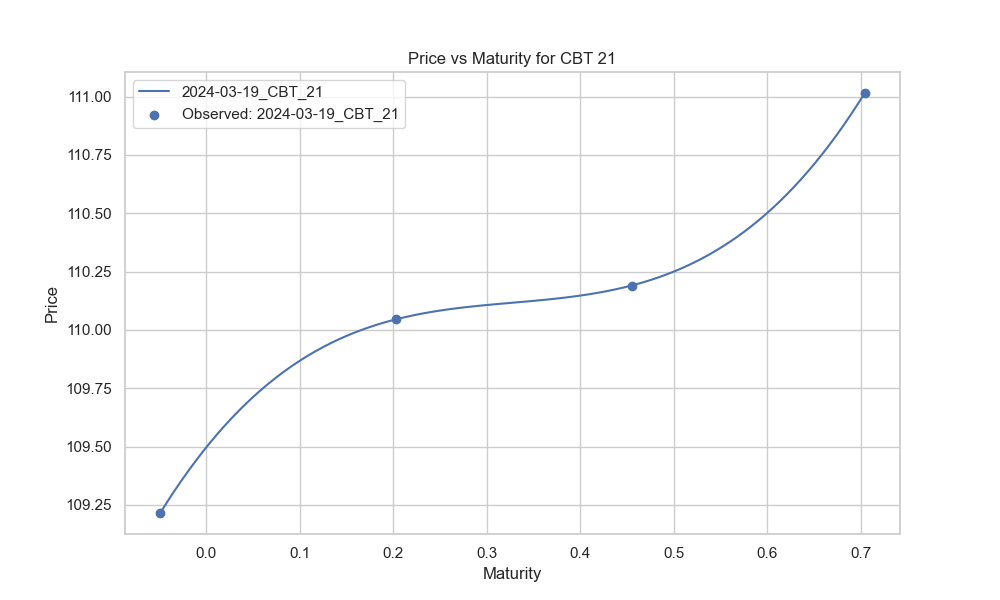 Price vs Maturity for CBT 21
2024-03-19_CBT_21
Observed: 2024-03-19_CBT_21
Price
111.00
110.75
110.50
110.25
110.00
109.75
109.50
109.25
0.0 0.1 0.2 0.3 0.4 0.5 0.6 0.7
Maturity